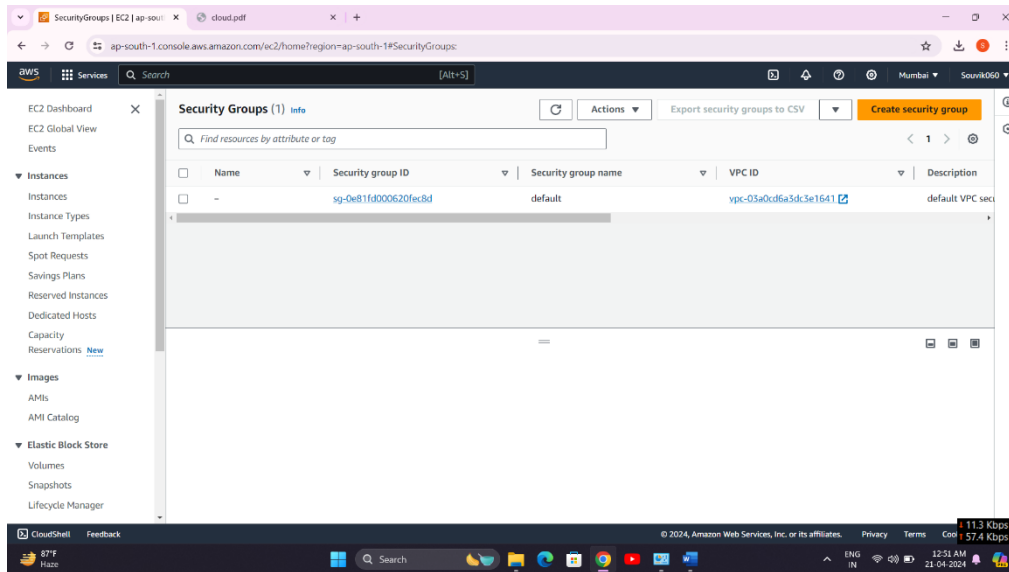 SecurityGroups | EC2 | ap-sout
cloud.pdf
ap-south-1.console.aws.amazon.com/ec2/home?region=ap-south-1#SecurityGroups:
6
aws Services Search [Alt+S] Mumbai Souvik060
EC2 Dashboard
EC2 Global View
Events
Instances
Instances
Instance Types
Launch Templates
Spot Requests
Savings Plans
Reserved Instances
Dedicated Hosts
Capacity
Reservations New
Images
AMIs
AMI Catalog
Elastic Block Store
Volumes
Snapshots
Lifecycle Manager
Security Groups (1) Info
Actions Export security groups to CSV Create security group
Find resources by attribute or tag
1
Name Security group ID Security group name VPC ID Description
– sg-0e81fd000620fec8d default vpc-03a0cd6a3dc3e1641 default VPC secu
CloudShell Feedback © 2024, Amazon Web Services, Inc. or its affiliates. Privacy Terms Coo
11.3 Kbps
57.4 Kbps
87°F
Haze
Search
ENG
IN
12:51 AM
21-04-2024